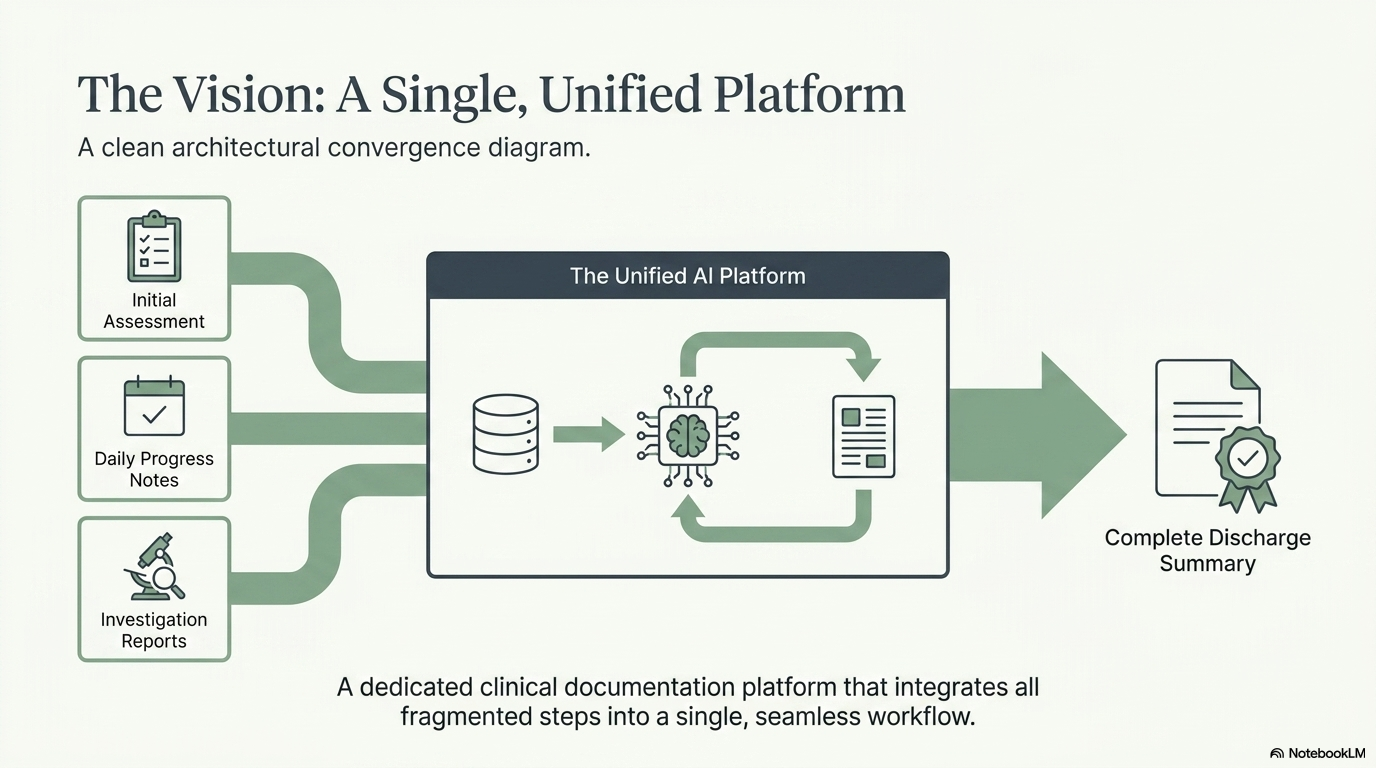 The Vision: A Single, Unified Platform
A clean architectural convergence diagram.
Initial
Assessment
Daily Progress
Notes
Investigation
Reports
The Unified AI Platform
Complete Discharge
Summary
A dedicated clinical documentation platform that integrates all
fragmented steps into a single, seamless workflow.
NotebookLM